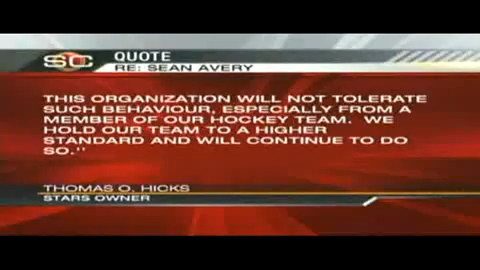 SC QUOTE
RE: SEAN AVERY
THIS ORGANIZATION WILL NOT TOLERATE
SUCH BEHAVIOUR, ESPECIALLY FROM A
MEMBER OF OUR HOCKEY TEAM. WE
HOLD OUR TEAM TO A HIGHER
STANDARD AND WILL CONTINUE TO DO
SO."
THOMAS O. HICKS
STARS OWNER